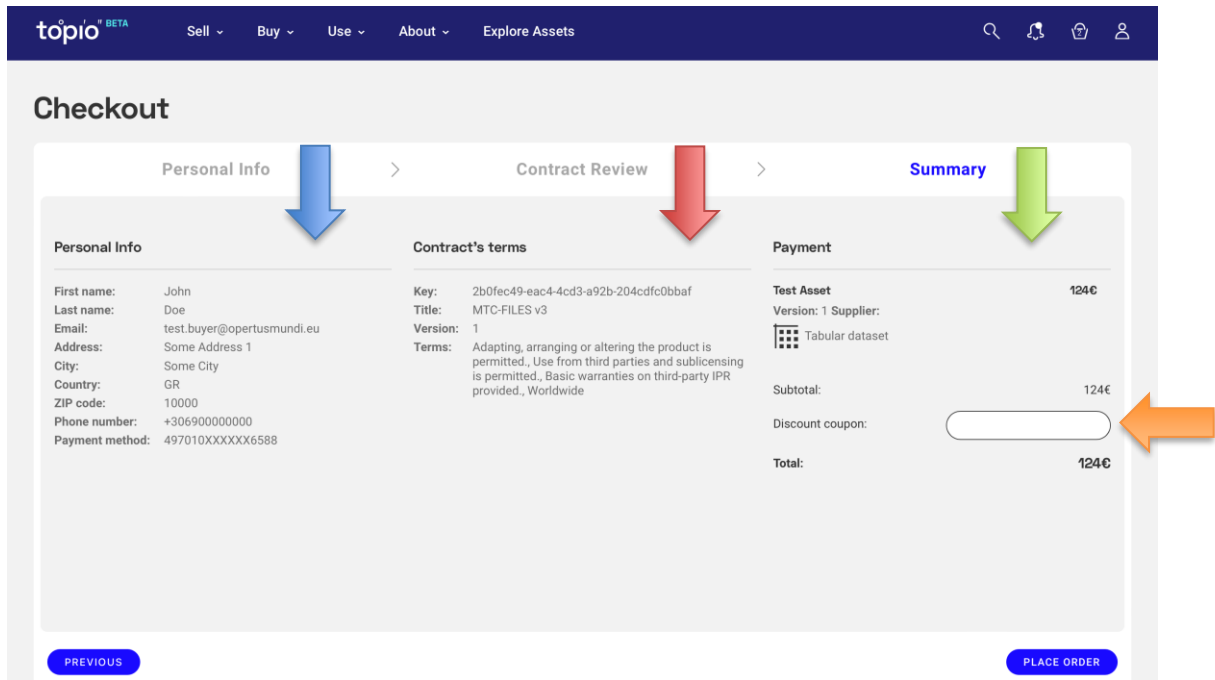 topio" BETA
Sell Buy Use About Explore Assets
Checkout
Personal Info > Contract Review > Summary
Personal Info
First name: John
Last name: Doe
Email: test.buyer@opertusmundi.eu
Address: Some Address 1
City: Some City
Country: GR
ZIP code: 10000
Phone number: +306900000000
Payment method: 497010XXXXXX6588
Contract's terms
Key: 2b0fec49-eac4-4cd3-a92b-204cdfc0bbaf
Title: MTC-FILES v3
Version: 1
Terms: Adapting, arranging or altering the product is
permitted., Use from third parties and sublicensing
is permitted., Basic warranties on third-party IPR
provided., Worldwide
Payment
Test Asset 124€
Version: 1 Supplier:
Tabular dataset
Subtotal: 124€
Discount coupon:
Total: 124€
PREVIOUS
PLACE ORDER